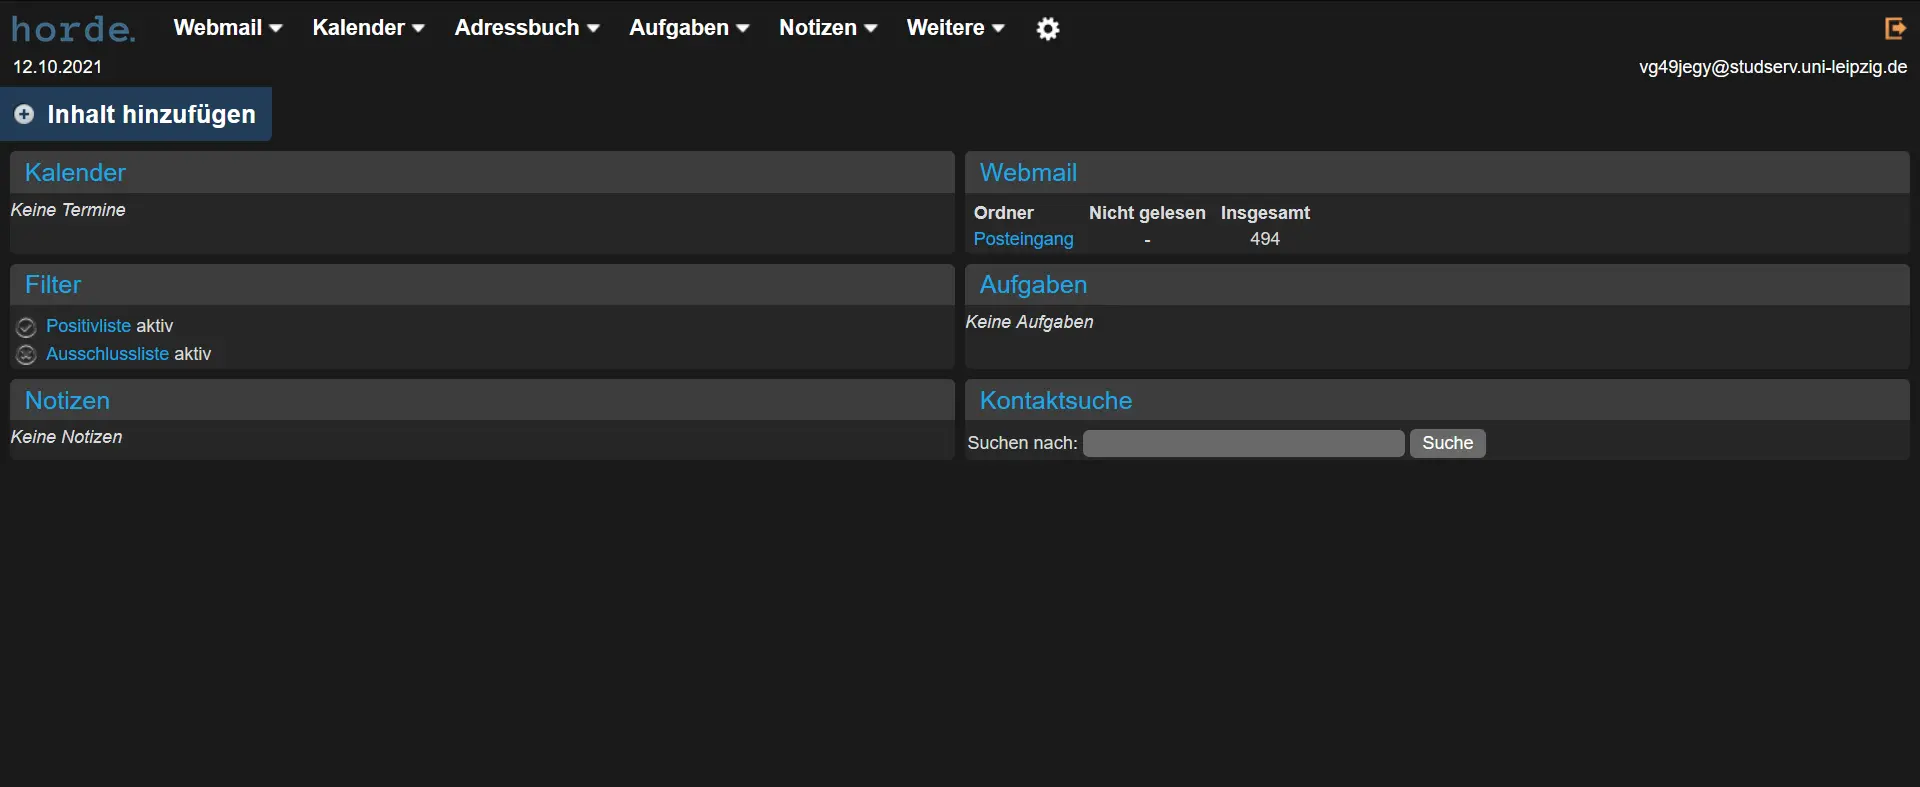 horde. Webmail Kalender Adressbuch Aufgaben Notizen Weitere
12.10.2021
vg49jegy@studserv.uni-leipzig.de
Inhalt hinzufügen
Kalender
Keine Termine
Webmail
Ordner Nicht gelesen Insgesamt
Posteingang - 494
Filter
Positivliste aktiv
Ausschlussliste aktiv
Aufgaben
Keine Aufgaben
Notizen
Keine Notizen
Kontaktsuche
Suchen nach: Suche